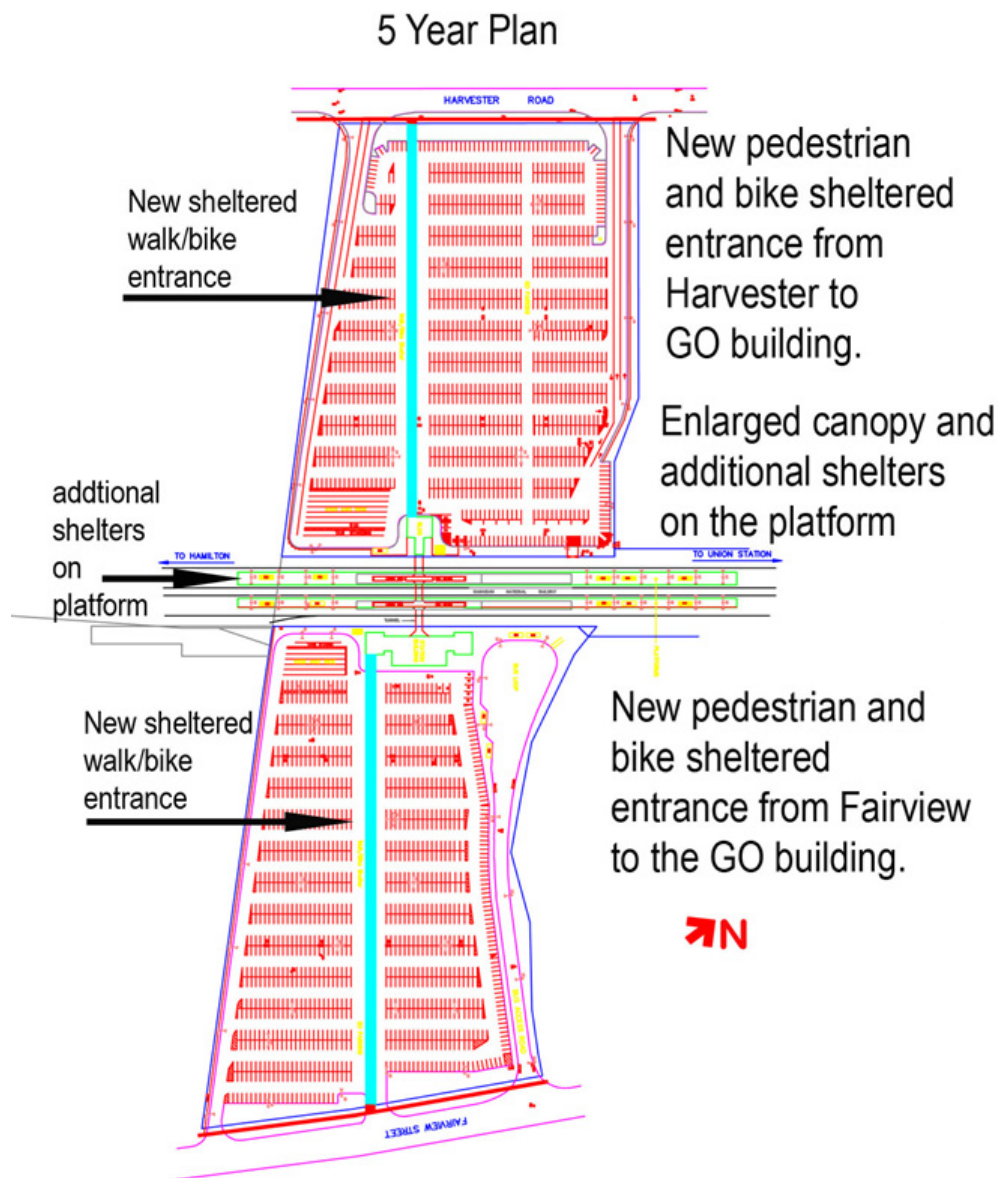 5 Year Plan
HARVESTER ROAD
New pedestrian
and bike sheltered
entrance from
Harvester to
GO building.
New sheltered
walk/bike
entrance
Enlarged canopy and
additional shelters
on the platform
addtional
shelters
on
platform
TO HAMILTON
TO UNION STATION
TUNNEL
New pedestrian and
bike sheltered
entrance from Fairview
to the GO building.
New sheltered
walk/bike
entrance
N
FAIRVIEW STREET